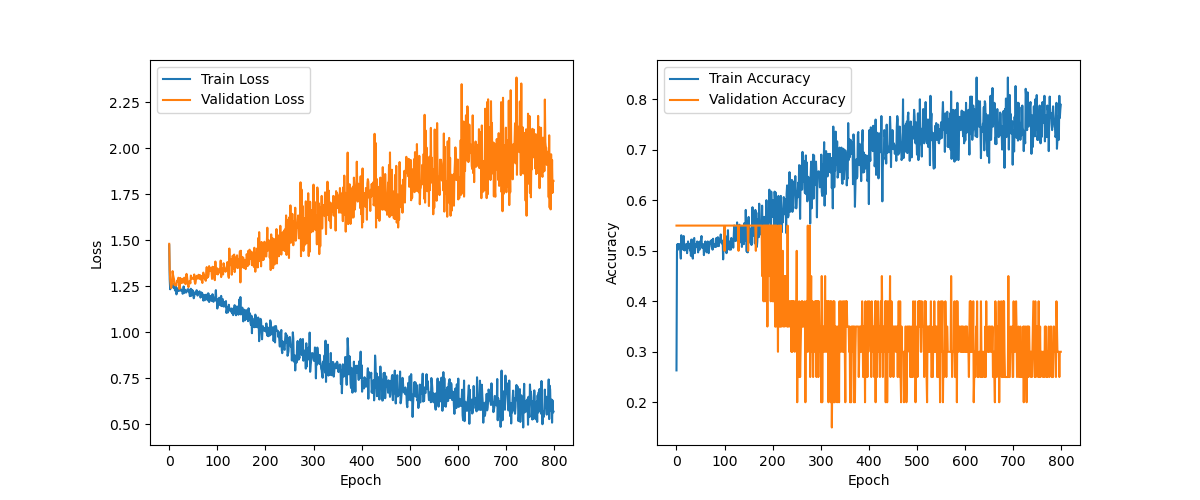 Train Loss
Validation Loss
2.25
2.00
1.75
1.50
1.25
1.00
0.75
0.50
Loss
0 100 200 300 400 500 600 700 800
Epoch
Train Accuracy
Validation Accuracy
0.8
0.7
0.6
0.5
0.4
0.3
0.2
Accuracy
0 100 200 300 400 500 600 700 800
Epoch